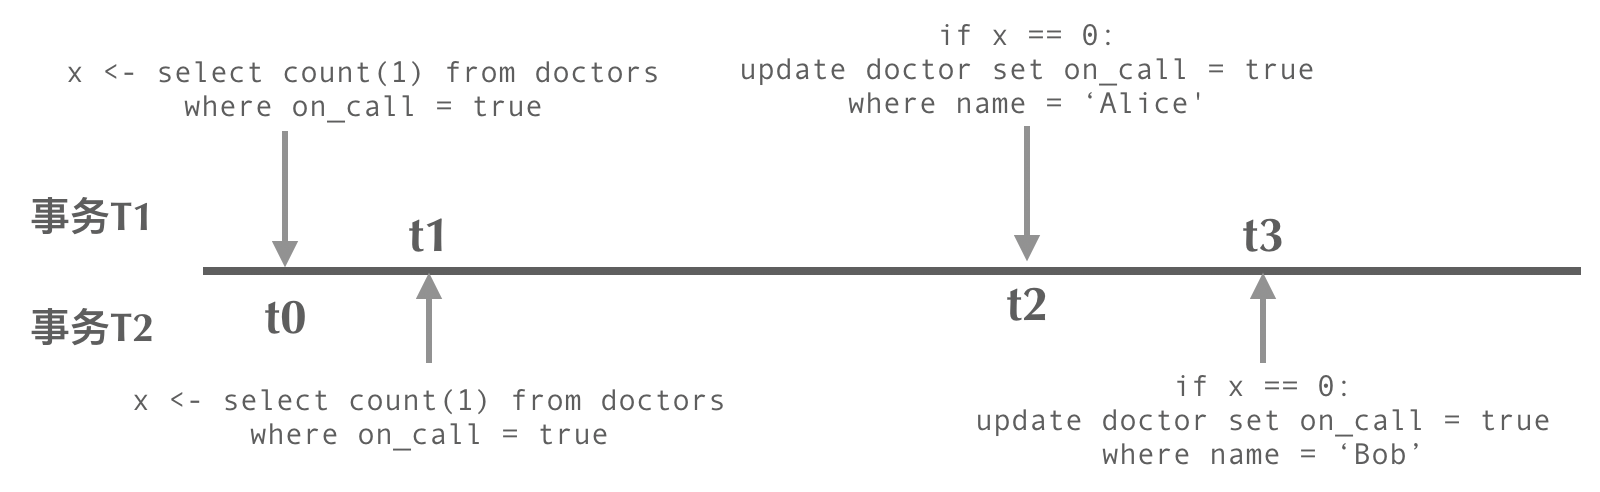 if x == 0:
x <- select count(1) from doctors
where on_call = true
update doctor set on_call = true
where name = ‘Alice'
事务T1
t1
t3
t0
t2
事务T2
x <- select count(1) from doctors
where on_call = true
if x == 0:
update doctor set on_call = true
where name = ‘Bob’